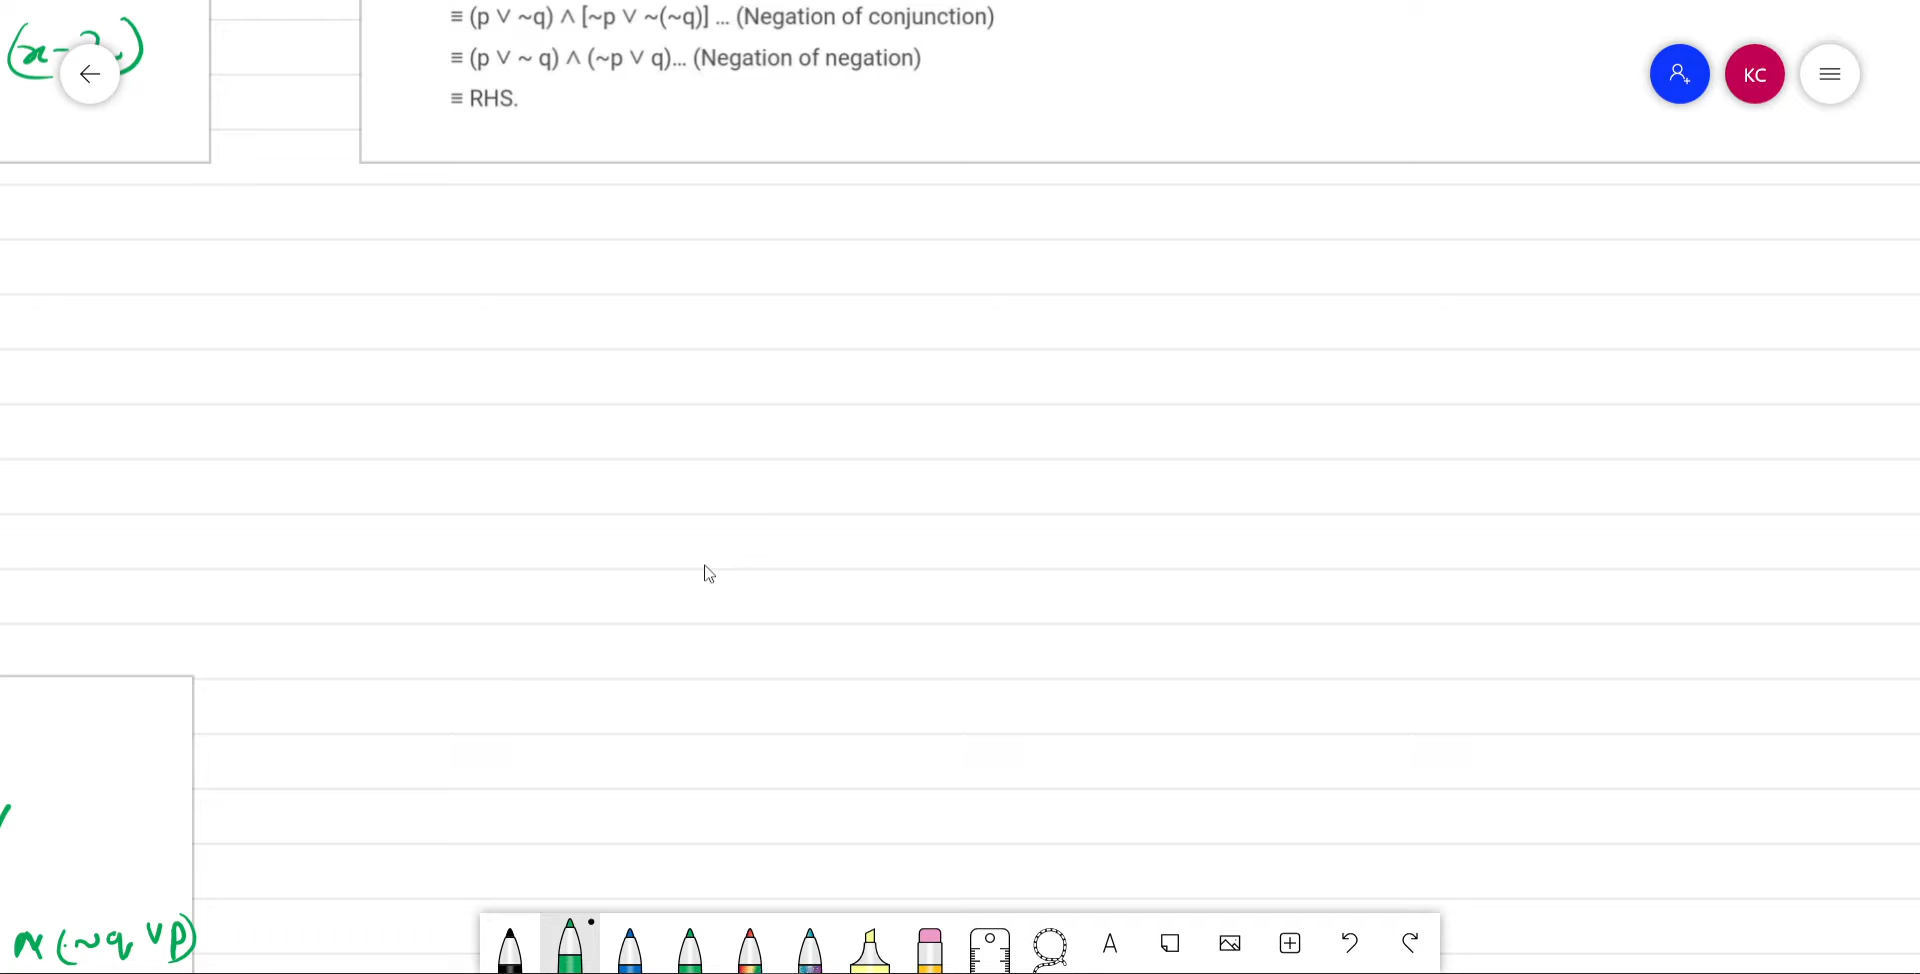 ≡ (p ∨ ~q) ∧ [~p ∨ ~(~q)] ... (Negation of conjunction)
≡ (p ∨ ~ q) ∧ (~p ∨ q)... (Negation of negation)
≡ RHS.
KC
(~q ∨ p)
A